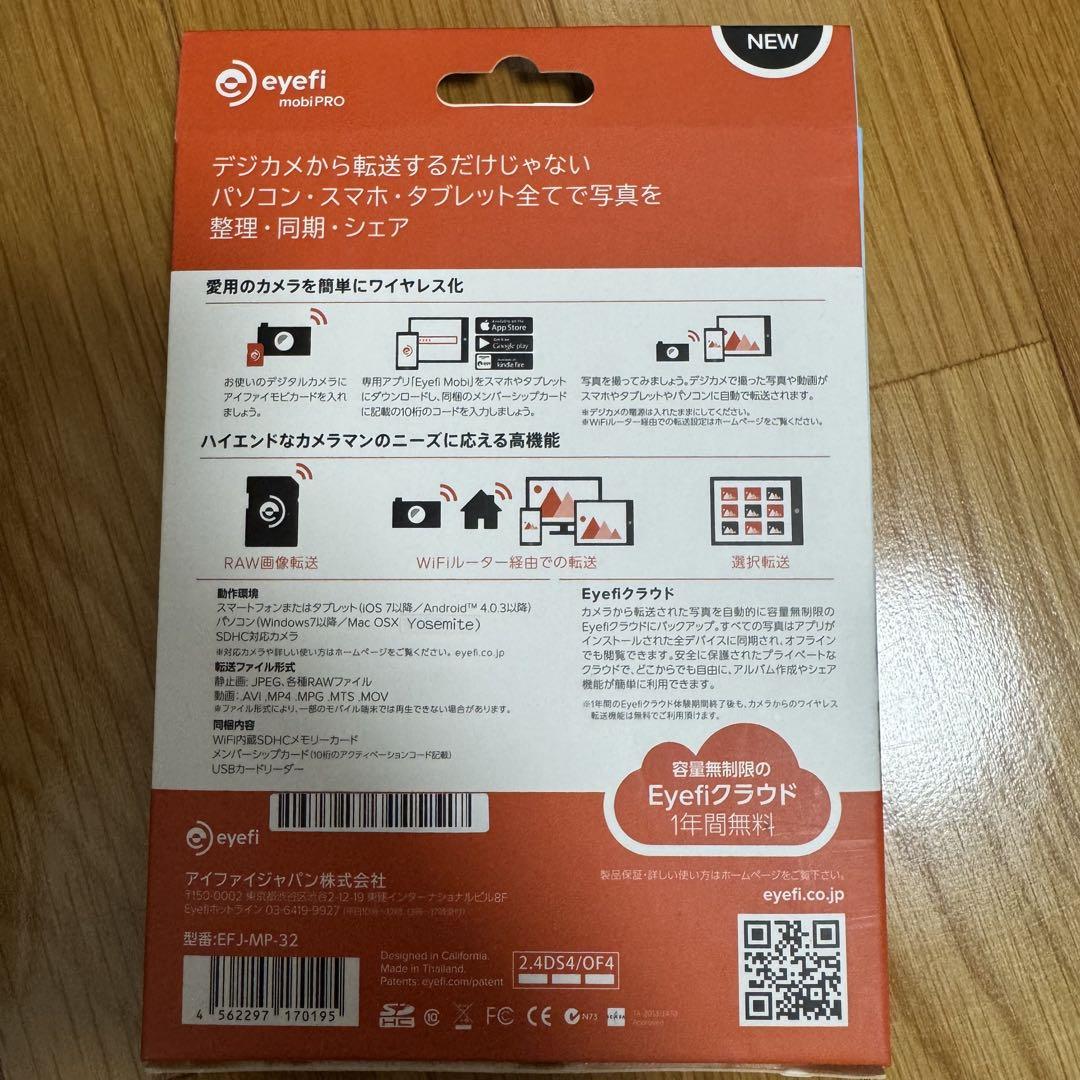 NEW
eyefi
mobiPRO
デジカメから転送するだけじゃない
パソコン・スマホ・タブレット全てで写真を
整理・同期・シェア
愛用のカメラを簡単にワイヤレス化
Available on the
App Store
Get it on
Google play
Available on
kindle fire
お使いのデジタルカメラに
アイファイモビカードを入れ
ましょう。
専用アプリ「Eyefi Mobi」をスマホやタブレット
にダウンロードし、同梱のメンバーシップカード
に記載の10桁のコードを入力しましょう。
写真を撮ってみましょう。デジカメで撮った写真や動画が
スマホやタブレットやパソコンに自動で転送されます。
※デジカメの電源は入れたままにしてください。
※WiFiルーター経由での転送設定はホームページをご覧ください。
ハイエンドなカメラマンのニーズに応える高機能
RAW画像転送
WiFiルーター経由での転送
選択転送
動作環境
スマートフォンまたはタブレット(iOS 7以降/Android™ 4.0.3以降)
パソコン(Windows7以降/Mac OSX Yosemite)
SDHC対応カメラ
※対応カメラや詳しい使い方はホームページをご覧ください。eyefi.co.jp
転送ファイル形式
静止画: JPEG、各種RAWファイル
動画: .AVI .MP4 .MPG .MTS .MOV
※ファイル形式により、一部のモバイル端末では再生できない場合があります。
同梱内容
WiFi内蔵SDHCメモリーカード
メンバーシップカード(10桁のアクティベーションコード記載)
USBカードリーダー
Eyefiクラウド
カメラから転送された写真を自動的に容量無制限の
Eyefiクラウドにバックアップ。すべての写真はアプリが
インストールされた全デバイスに同期され、オフライン
でも閲覧できます。安全に保護されたプライベートな
クラウドで、どこからでも自由に、アルバム作成やシェア
機能が簡単に利用できます。
※1年間のEyefiクラウド体験期間終了後も、カメラからのワイヤレス
転送機能は無料でご利用頂けます。
容量無制限の
Eyefiクラウド
1年間無料
eyefi
アイファイジャパン株式会社
〒150-0002 東京都渋谷区渋谷2-12-19 東建インターナショナルビル8F
Eyefiホットライン 03-6419-9927
型番:EFJ-MP-32
4 562297 170195
Designed in California.
Made in Thailand.
Patents: eyefi.com/patent
2.4DS4/OF4
製品保証・詳しい使い方はホームページをご覧下さい。
eyefi.co.jp
SD
HC
10
FC
CE
N73
Approved